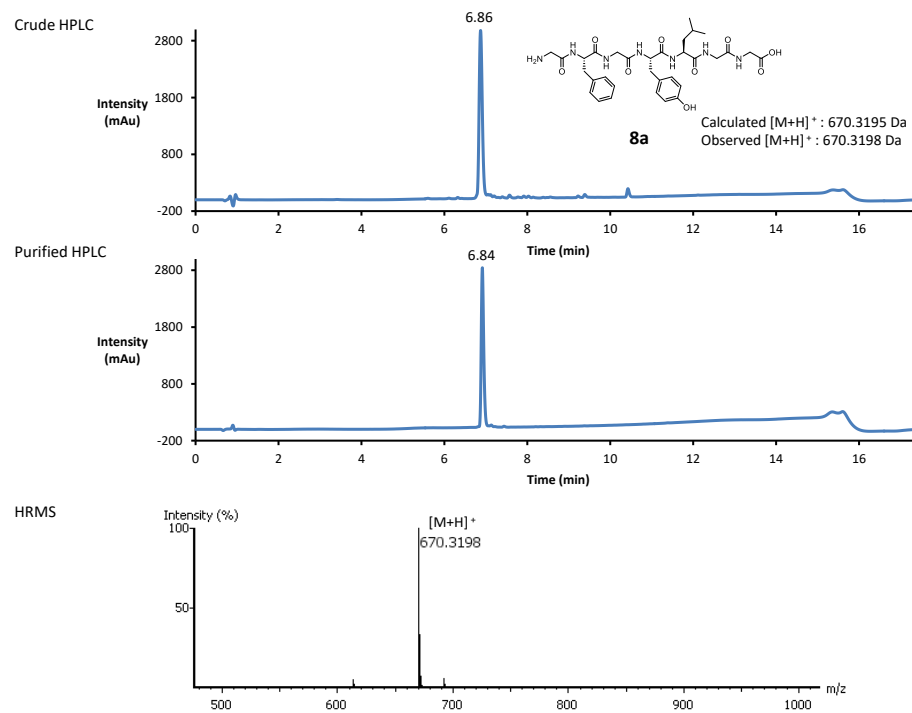 Crude HPLC
6.86
2800
1800
800
-200
Intensity
(mAu)
0 2 4 6 8 10 12 14 16
Time (min)
H2N
O
H
N
O
N
H
O
H
N
O
N
H
O
H
N
O
N
H
O
OH
OH
8a
Calculated [M+H]+ : 670.3195 Da
Observed [M+H]+ : 670.3198 Da
Purified HPLC
6.84
2800
1800
800
-200
Intensity
(mAu)
0 2 4 6 8 10 12 14 16
Time (min)
HRMS
Intensity (%)
100
50
[M+H]+
670.3198
500 600 700 800 900 1000
m/z